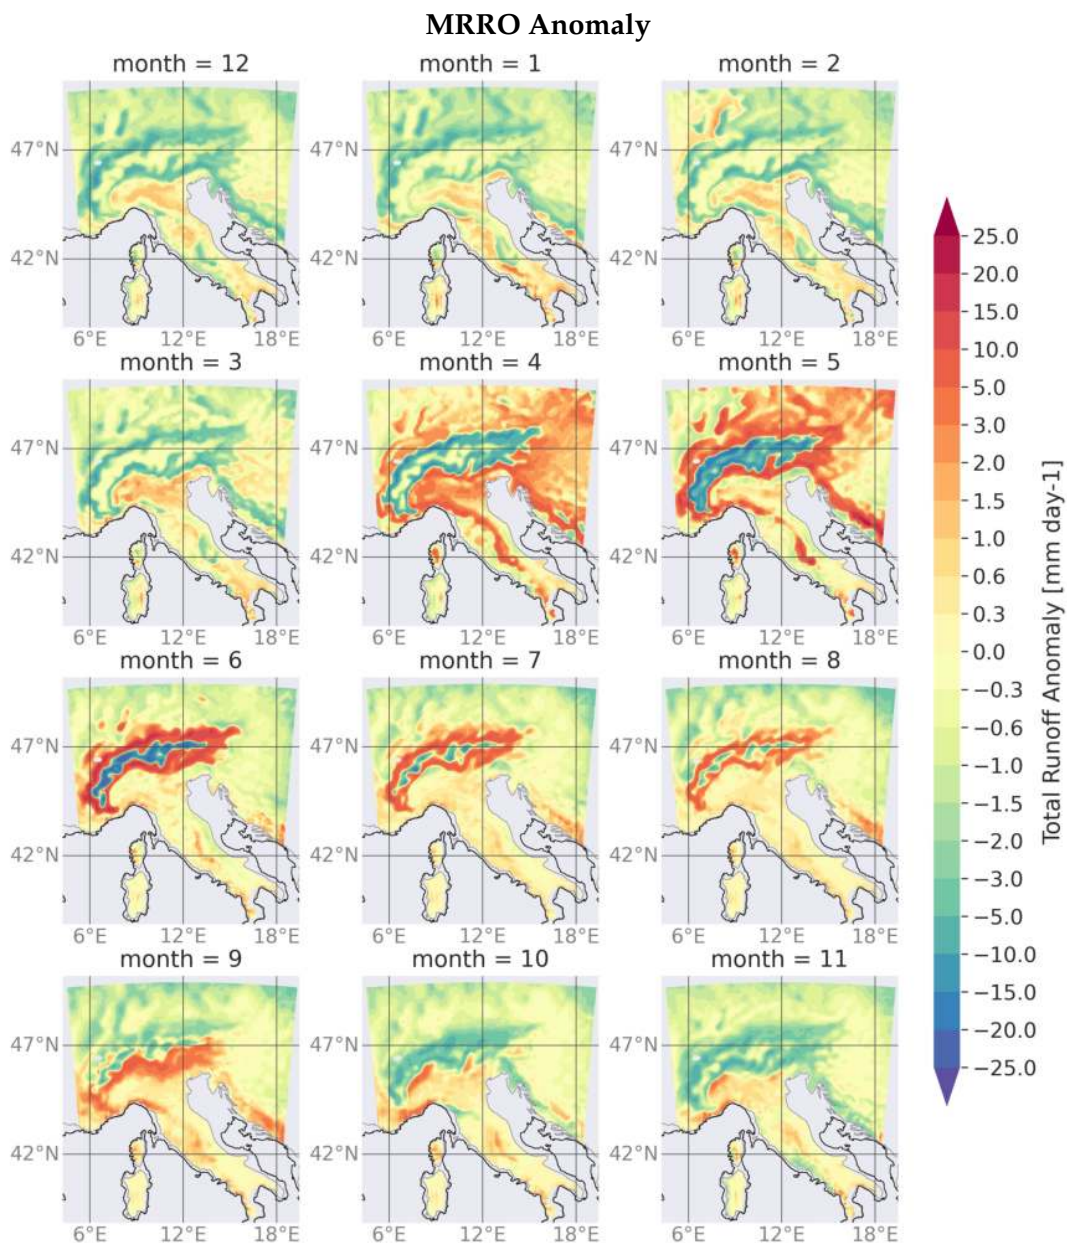 MRRO Anomaly
month = 12 month = 1 month = 2
47°N 47°N 47°N
42°N 42°N 42°N
6°E 12°E 18°E 6°E 12°E 18°E 6°E 12°E 18°E
month = 3 month = 4 month = 5
47°N 47°N 47°N
42°N 42°N 42°N
6°E 12°E 18°E 6°E 12°E 18°E 6°E 12°E 18°E
month = 6 month = 7 month = 8
47°N 47°N 47°N
42°N 42°N 42°N
6°E 12°E 18°E 6°E 12°E 18°E 6°E 12°E 18°E
month = 9 month = 10 month = 11
47°N 47°N 47°N
42°N 42°N 42°N
6°E 12°E 18°E 6°E 12°E 18°E 6°E 12°E 18°E
25.0
20.0
15.0
10.0
5.0
3.0
2.0
1.5
1.0
0.6
0.3
0.0
−0.3
−0.6
−1.0
−1.5
−2.0
−3.0
−5.0
−10.0
−15.0
−20.0
−25.0
Total Runoff Anomaly [mm day-1]